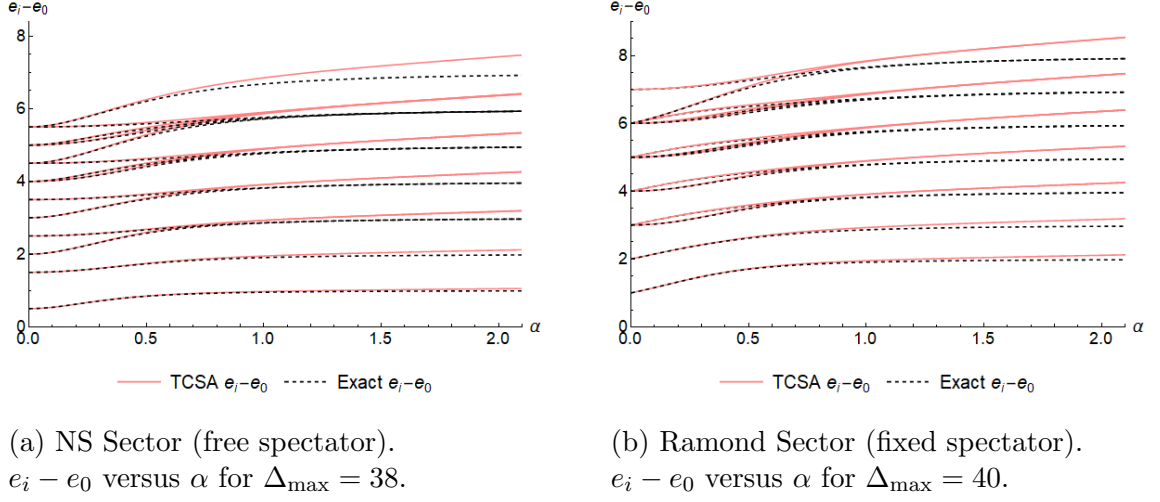 e_i−e_0
8
6
4
2
0
0.0 0.5 1.0 1.5 2.0 α
TCSA e_i−e_0 Exact e_i−e_0
(a) NS Sector (free spectator).
e_i − e_0 versus α for Δ_max = 38.
e_i−e_0
8
6
4
2
0
0.0 0.5 1.0 1.5 2.0 α
TCSA e_i−e_0 Exact e_i−e_0
(b) Ramond Sector (fixed spectator).
e_i − e_0 versus α for Δ_max = 40.